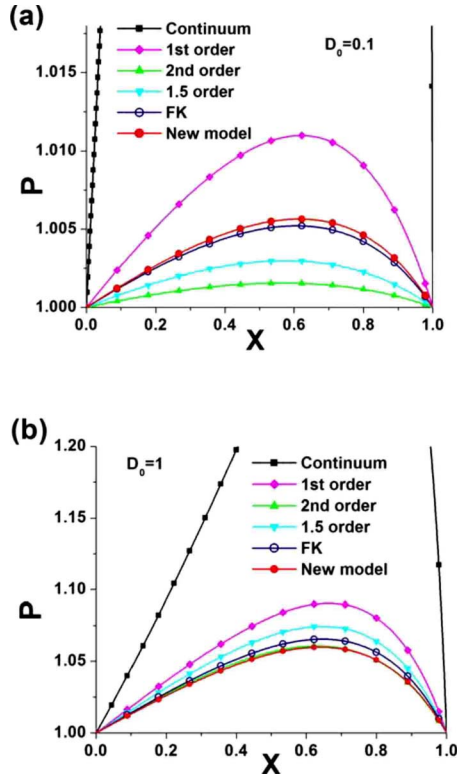 (a)
D₀=0.1
Continuum
1st order
2nd order
1.5 order
FK
New model
1.015
1.010
1.005
1.000
P
0.0 0.2 0.4 0.6 0.8 1.0
X
(b)
D₀=1
Continuum
1st order
2nd order
1.5 order
FK
New model
1.20
1.15
1.10
1.05
1.00
P
0.0 0.2 0.4 0.6 0.8 1.0
X